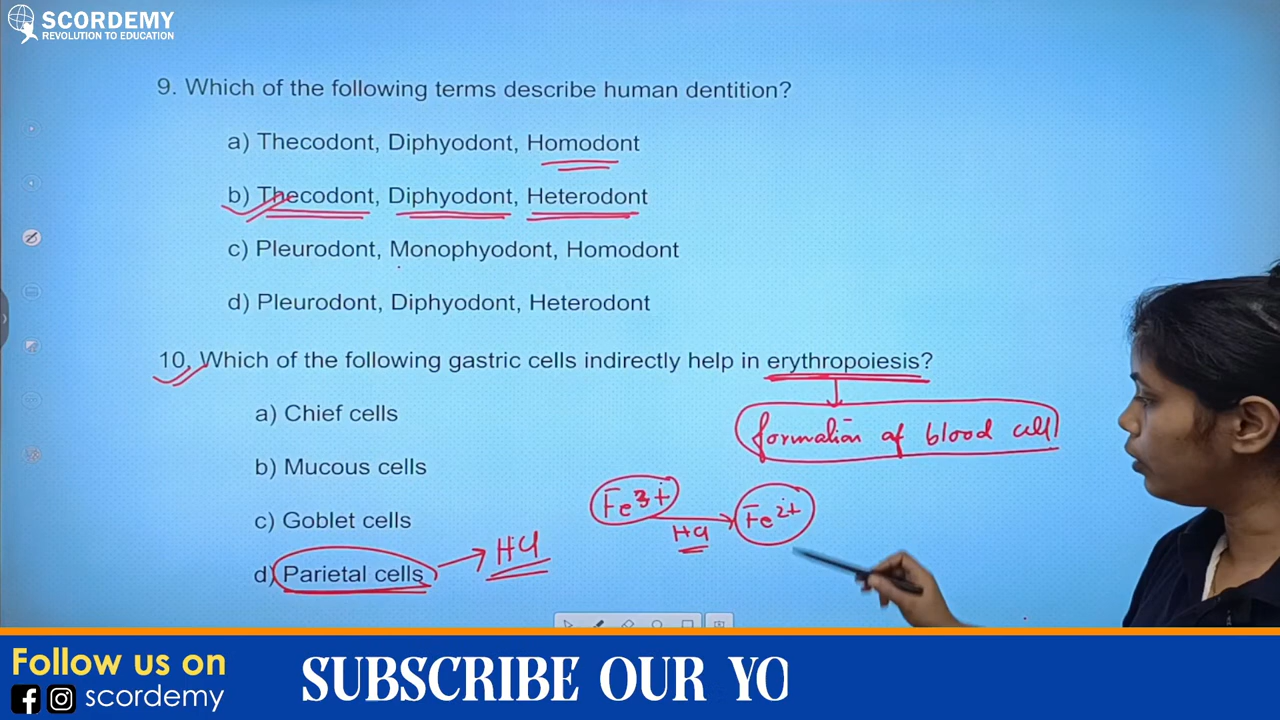 SCORDEMY
REVOLUTION TO EDUCATION
9. Which of the following terms describe human dentition?
a) Thecodont, Diphyodont, Homodont
b) Thecodont, Diphyodont, Heterodont
c) Pleurodont, Monophyodont, Homodont
d) Pleurodont, Diphyodont, Heterodont
10. Which of the following gastric cells indirectly help in erythropoiesis?
a) Chief cells
formation of blood cell
b) Mucous cells
Fe3+
Fe2+
HCl
c) Goblet cells
HCl
d) Parietal cells
Follow us on
scordemy
SUBSCRIBE OUR YO